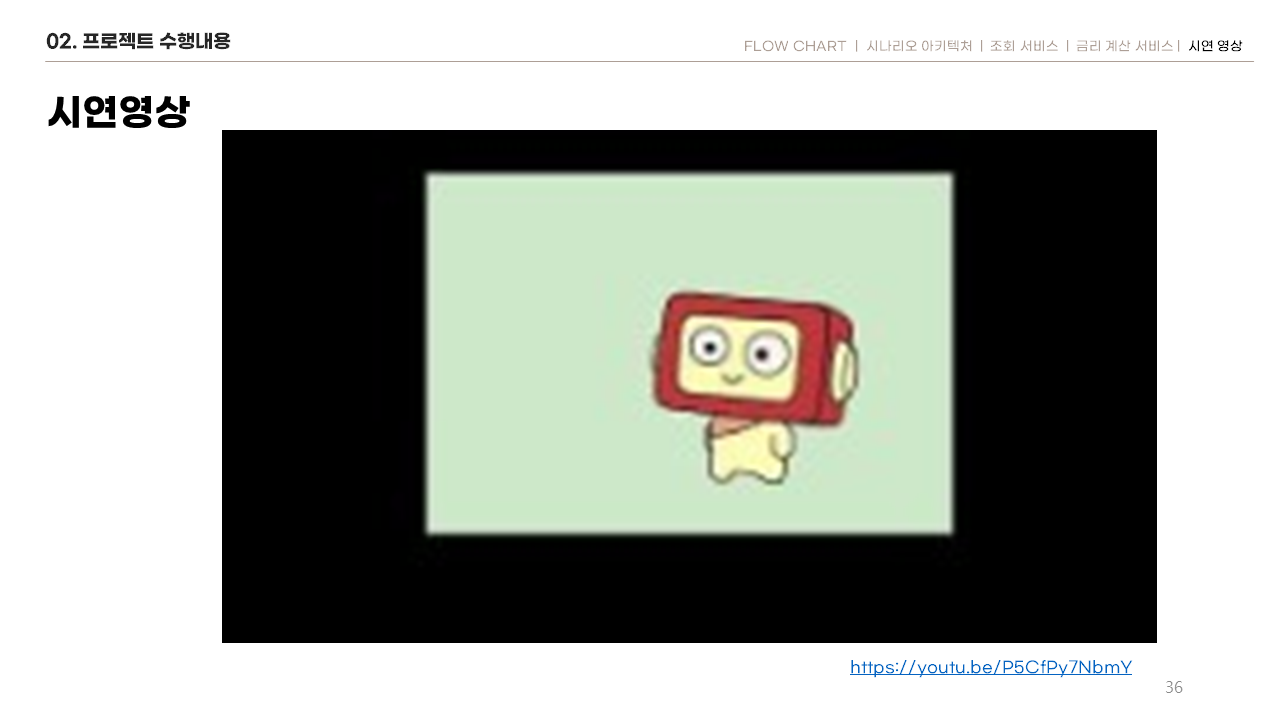 02. 프로젝트 수행내용
FLOW CHART | 시나리오 아키텍처 | 조회 서비스 | 금리 계산 서비스 | 시연 영상
시연영상
https://youtu.be/P5CfPy7NbmY
36